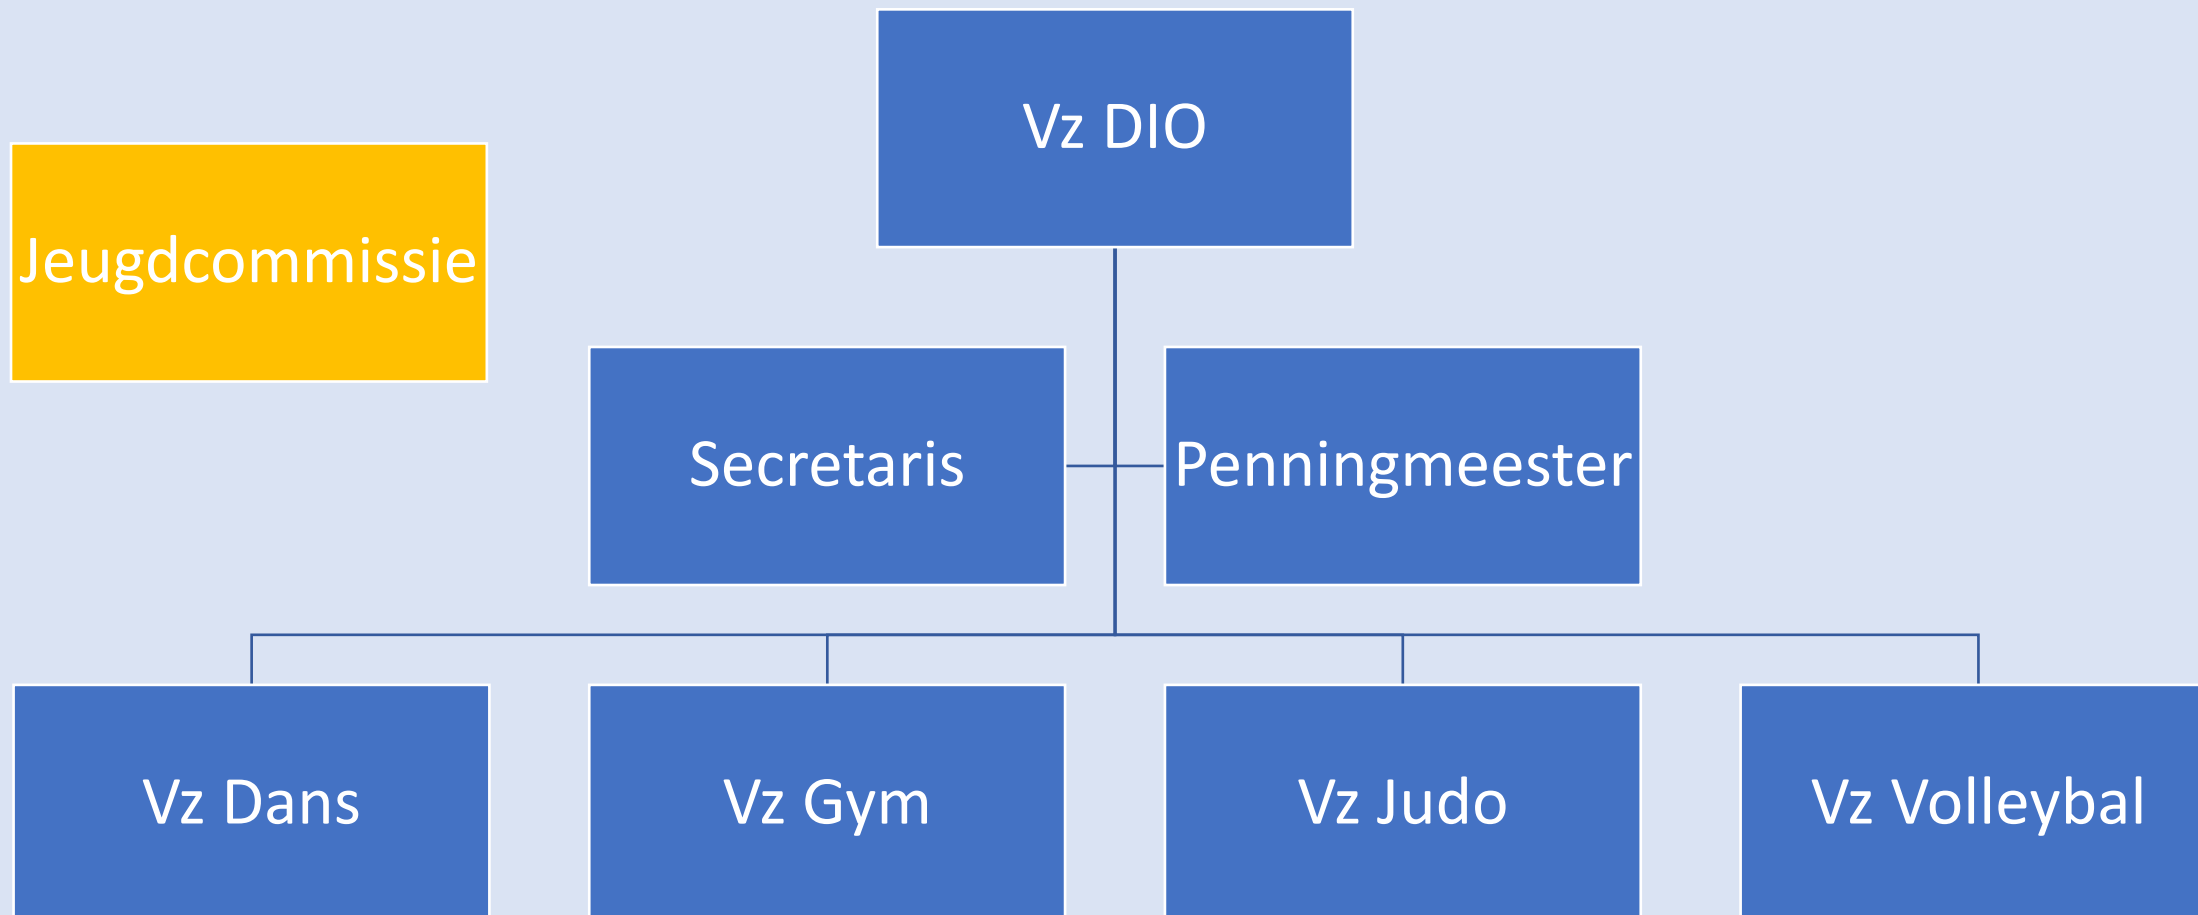 Vz DIO
Jeugdcommissie
Secretaris
Penningmeester
Vz Dans
Vz Gym
Vz Judo
Vz Volleybal